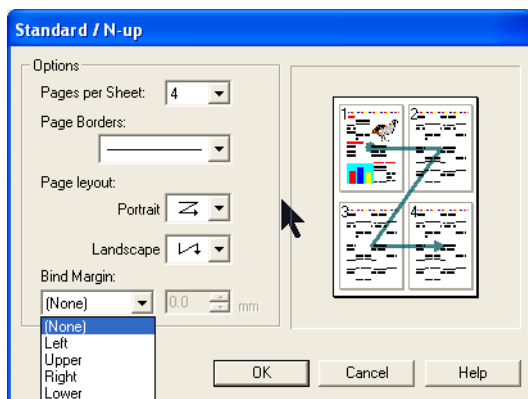 Standard / N-up
Options
Pages per Sheet: 4
Page Borders:
Page leyout:
Portrait
Landscape
Bind Margin:
(None) 0.0 mm
(None)
Left
Upper
Right
Lower
1 2
3 4
OK Cancel Help